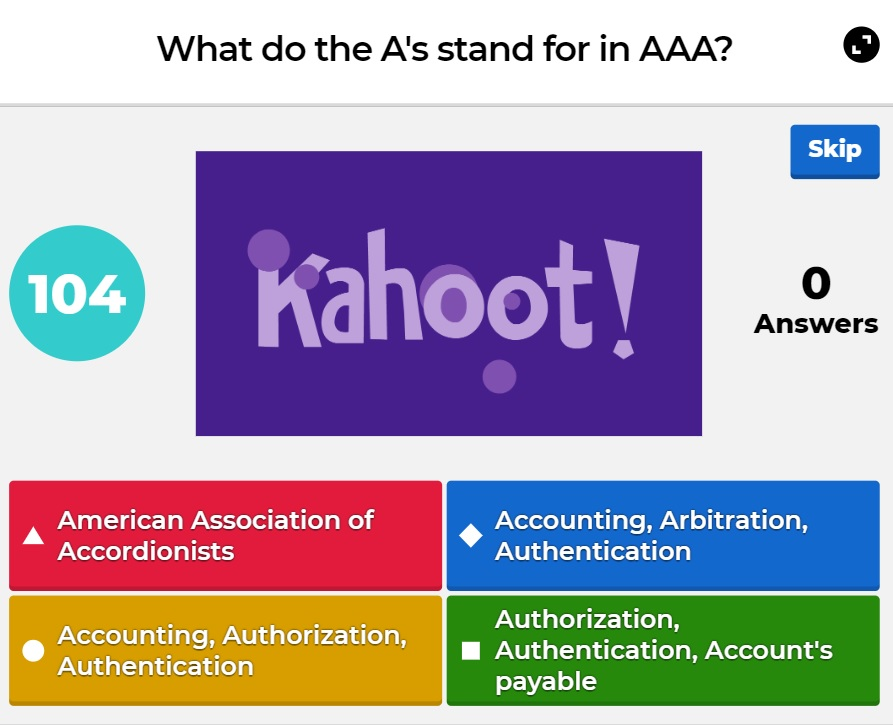 What do the A's stand for in AAA?
Skip
104
Kahoot!
0
Answers
American Association of
Accordionists
Accounting, Arbitration,
Authentication
Accounting, Authorization,
Authentication
Authorization,
Authentication, Account's
payable